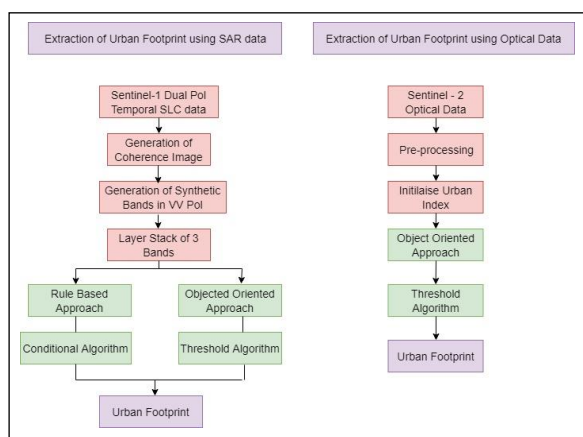 Extraction of Urban Footprint using SAR data
Sentinel-1 Dual Pol
Temporal SLC data
Generation of
Coherence Image
Generation of Synthetic
Bands in VV Pol
Layer Stack of 3
Bands
Rule Based
Approach
Objected Oriented
Approach
Conditional Algorithm
Threshold Algorithm
Urban Footprint
Extraction of Urban Footprint using Optical Data
Sentinel - 2
Optical Data
Pre-processing
Initilaise Urban
Index
Object Oriented
Approach
Threshold
Algorithm
Urban Footprint